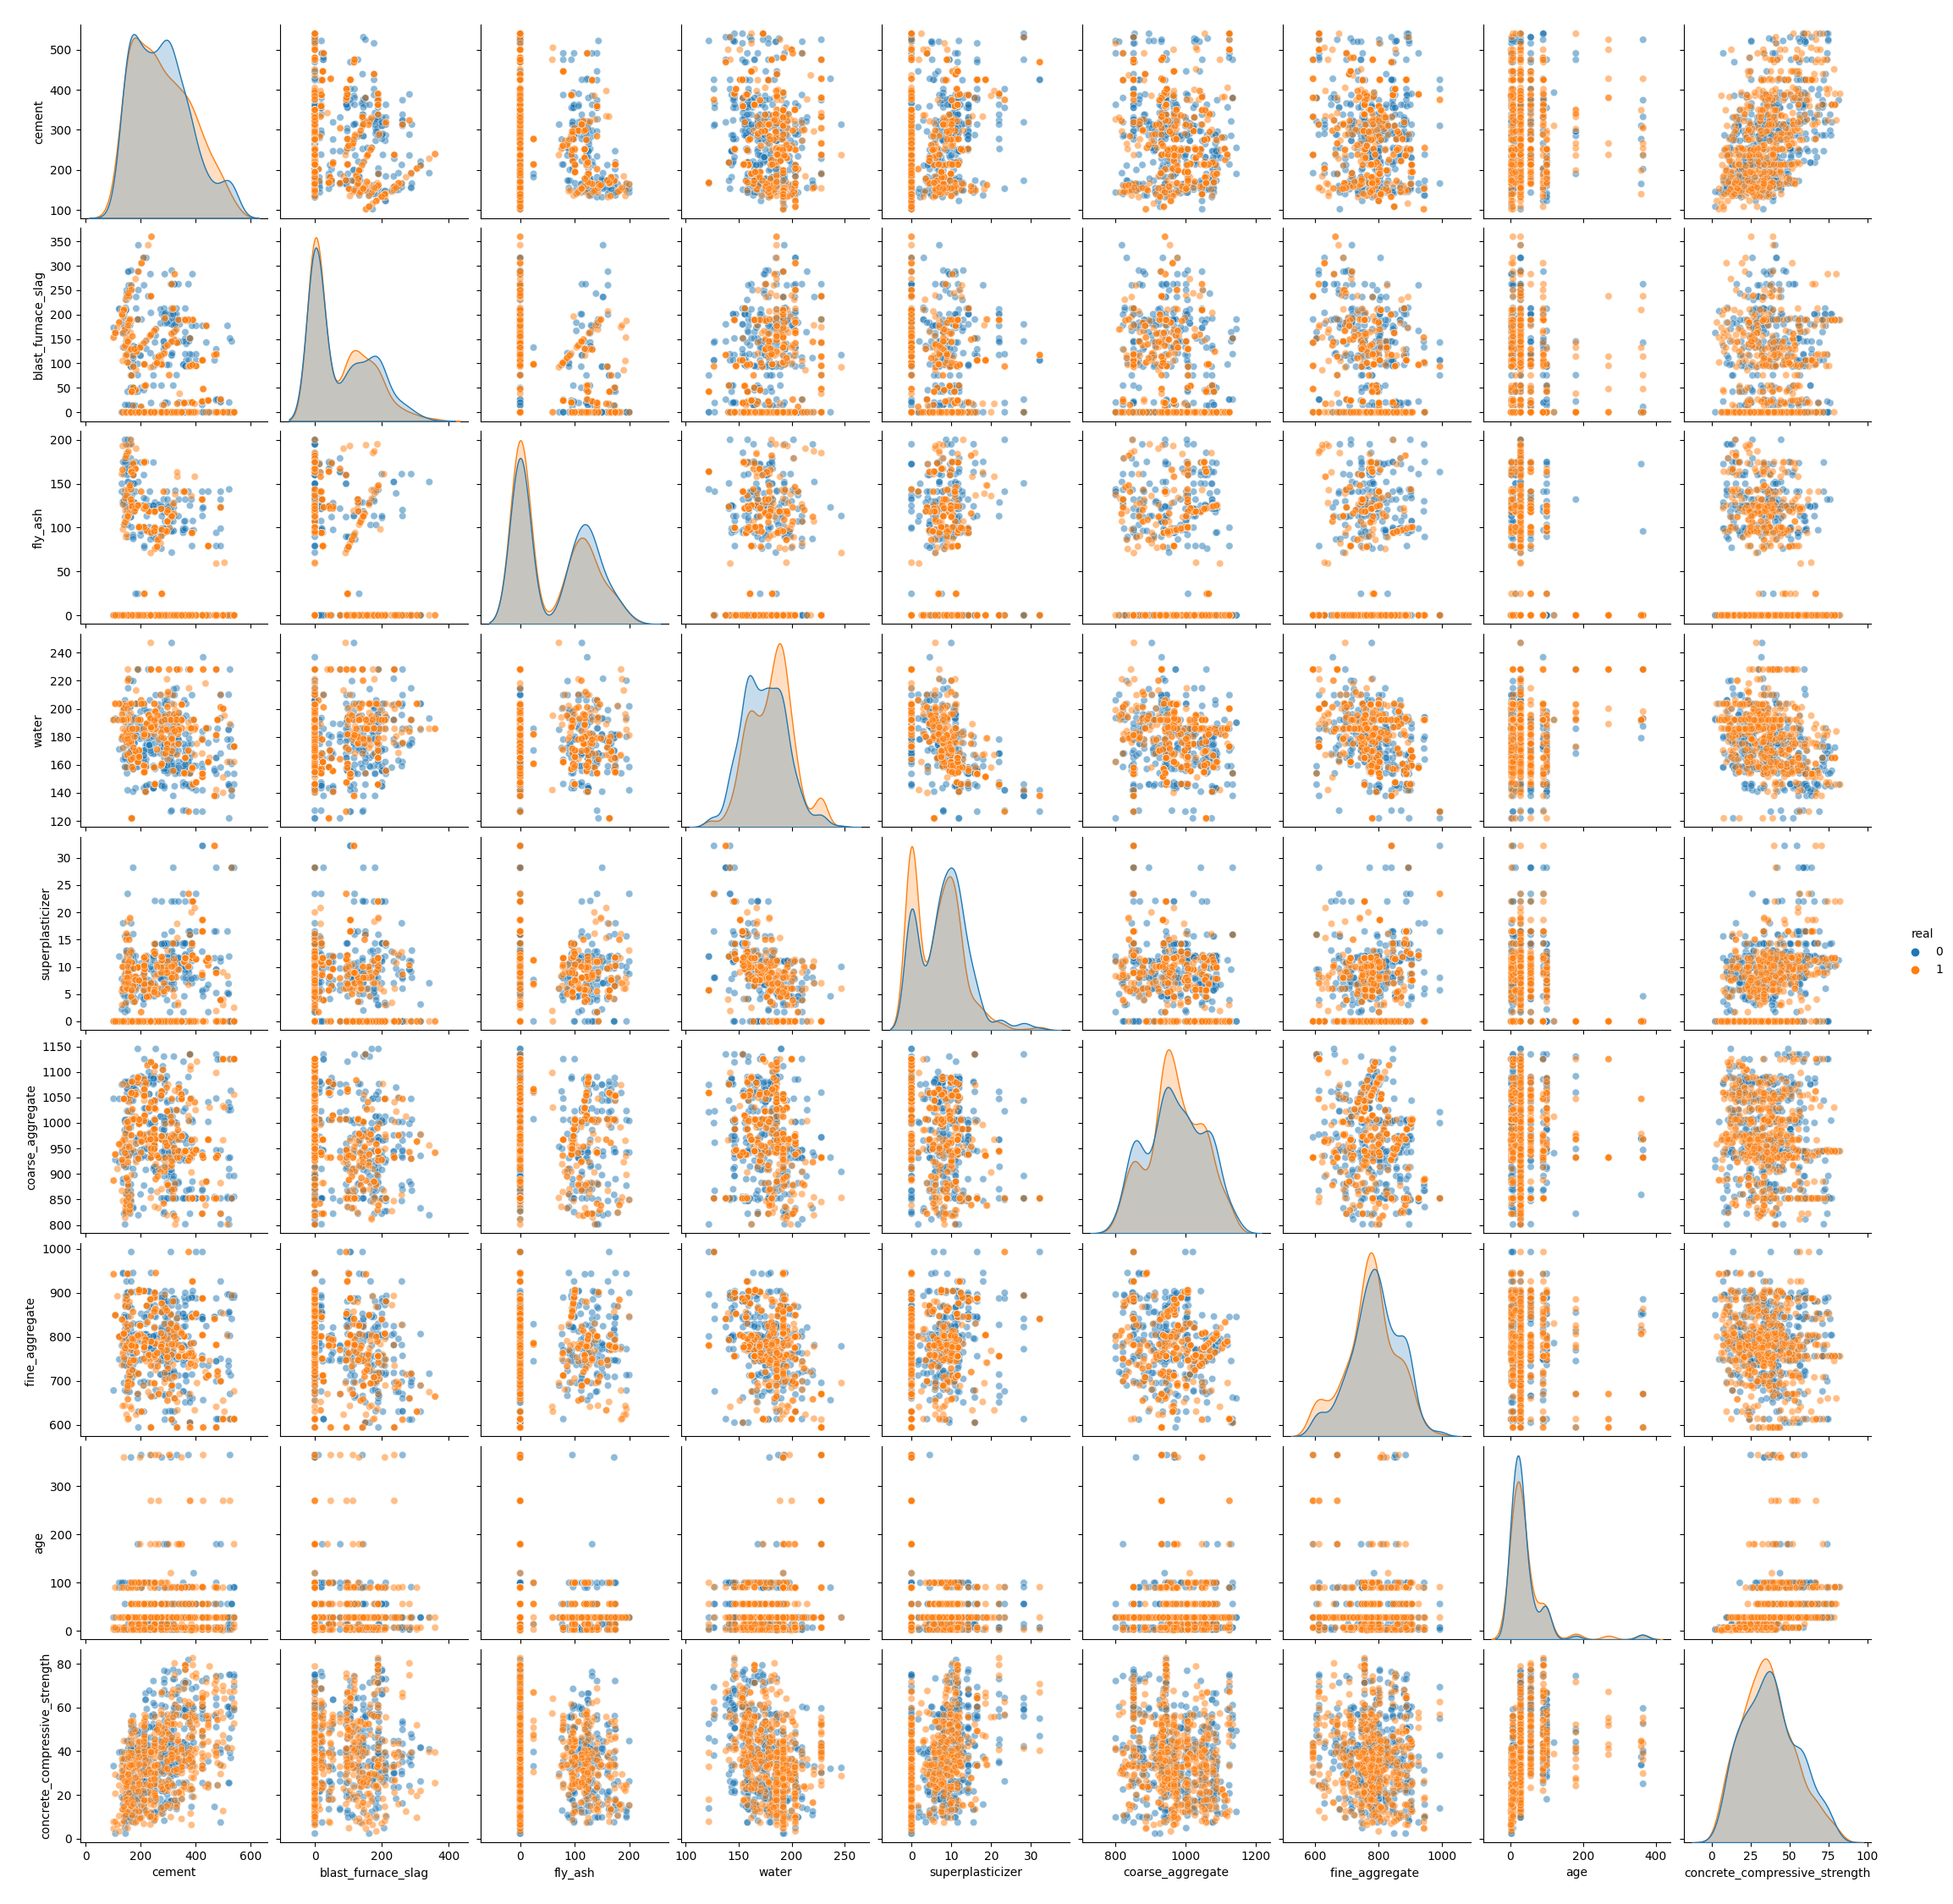 500
400
300
200
100
cement
350
300
250
200
150
100
50
0
blast_furnace_slag
200
150
100
50
0
fly_ash
240
220
200
180
160
140
120
water
30
25
20
15
10
5
0
superplasticizer
real
0
1
1150
1100
1050
1000
950
900
850
800
coarse_aggregate
1000
900
800
700
600
fine_aggregate
300
200
100
0
age
80
60
40
20
0
concrete_compressive_strength
0 200 400 600
0 200 400
0 100 200
100 150 200 250
0 10 20 30
800 1000 1200
600 800 1000
0 200 400
0 25 50 75 100
cement blast_furnace_slag fly_ash water superplasticizer coarse_aggregate fine_aggregate age concrete_compressive_strength